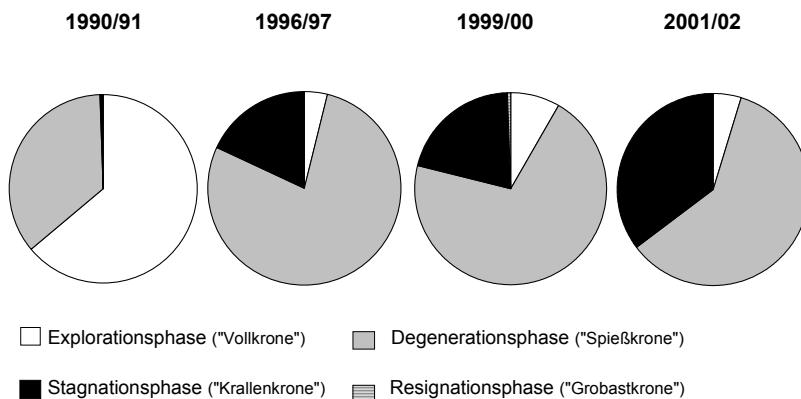 1990/91 1996/97 1999/00 2001/02
Explorationsphase ("Vollkrone") Degenerationsphase ("Spießkrone")
Stagnationsphase ("Krallenkrone") Resignationsphase ("Grobastkrone")